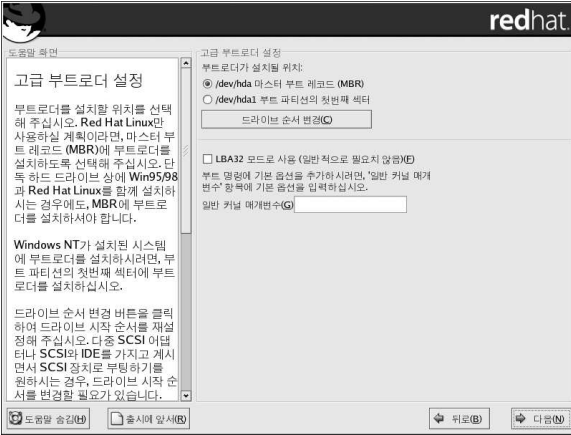 redhat.
도움말 화면
고급 부트로더 설정
부트로더를 설치할 위치를 선택
해 주십시오. Red Hat Linux만
사용하실 계획이라면, 마스터 부
트 레코드 (MBR)에 부트로더를
설치하도록 선택해 주십시오. 단
독 하드 드라이브 상에 Win95/98
과 Red Hat Linux를 함께 설치하
시는 경우에도, MBR에 부트로
더를 설치하셔야 합니다.
Windows NT가 설치된 시스템
에 부트로더를 설치하시려면, 부
트 파티션의 첫번째 섹터에 부트
로더를 설치하십시오.
드라이브 순서 변경 버튼을 클릭
하여 드라이브 시작 순서를 재설
정해 주십시오. 다중 SCSI 어댑
터나 SCSI와 IDE를 가지고 계시
면서 SCSI 장치로 부팅하기를
원하시는 경우, 드라이브 시작 순
서를 변경할 필요가 있습니다.
고급 부트로더 설정
부트로더가 설치될 위치:
/dev/hda 마스터 부트 레코드 (MBR)
/dev/hda1 부트 파티션의 첫번째 섹터
드라이브 순서 변경(C)
LBA32 모드로 사용 (일반적으로 필요치 않음)(F)
부트 명령에 기본 옵션을 추가하시려면, '일반 커널 매개
변수' 항목에 기본 옵션을 입력하십시오.
일반 커널 매개변수(G)
도움말 숨김(H)
출시에 앞서(R)
뒤로(B)
다음(N)